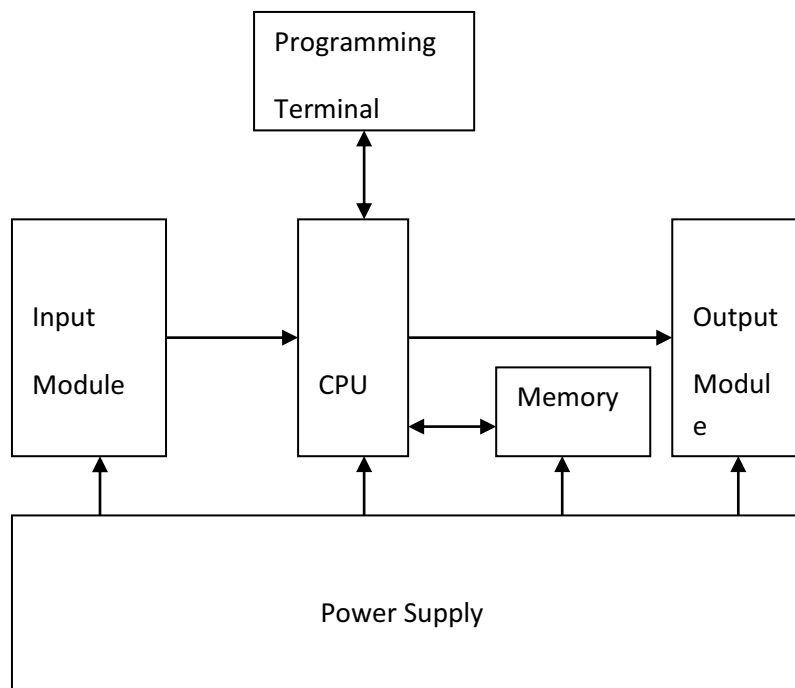 Programming
Terminal
Input
Module
CPU
Memory
Output
Modul
e
Power Supply